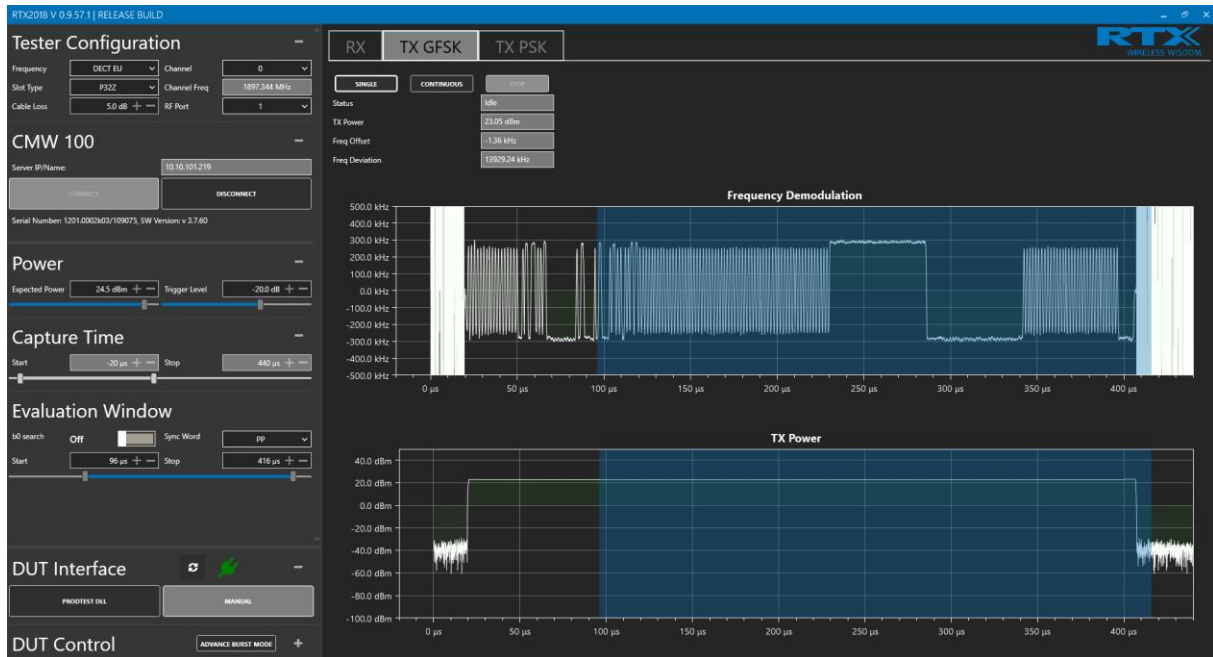 RTX2018 V 0.9.57.1 | RELEASE BUILD
Tester Configuration
Frequency DECT EU Channel 0
Slot Type P32Z Channel Freq 1897.344 MHz
Cable Loss 5.0 dB RF Port 1
CMW 100
Server IP/Name: 10.10.101.219
CONNECT DISCONNECT
Serial Number: 1201.0002k03/109075, SW Version: v 3.7.60
Power
Expected Power 24.5 dBm Trigger Level -20.0 dB
Capture Time
Start -20 µs Stop 440 µs
Evaluation Window
b0 search Off Sync Word PP
Start 96 µs Stop 416 µs
DUT Interface
PRODTEST DLL MANUAL
DUT Control ADVANCE BURST MODE
RX TX GFSK TX PSK
RTX
WIRELESS WISDOM
SINGLE CONTINUOUS STOP
Status Idle
TX Power 23.05 dBm
Freq Offset -1.36 kHz
Freq Deviation 13929.24 kHz
Frequency Demodulation
500.0 kHz
400.0 kHz
300.0 kHz
200.0 kHz
100.0 kHz
0.0 kHz
-100.0 kHz
-200.0 kHz
-300.0 kHz
-400.0 kHz
-500.0 kHz
0 µs 50 µs 100 µs 150 µs 200 µs 250 µs 300 µs 350 µs 400 µs
TX Power
40.0 dBm
20.0 dBm
0.0 dBm
-20.0 dBm
-40.0 dBm
-60.0 dBm
-80.0 dBm
-100.0 dBm
0 µs 50 µs 100 µs 150 µs 200 µs 250 µs 300 µs 350 µs 400 µs